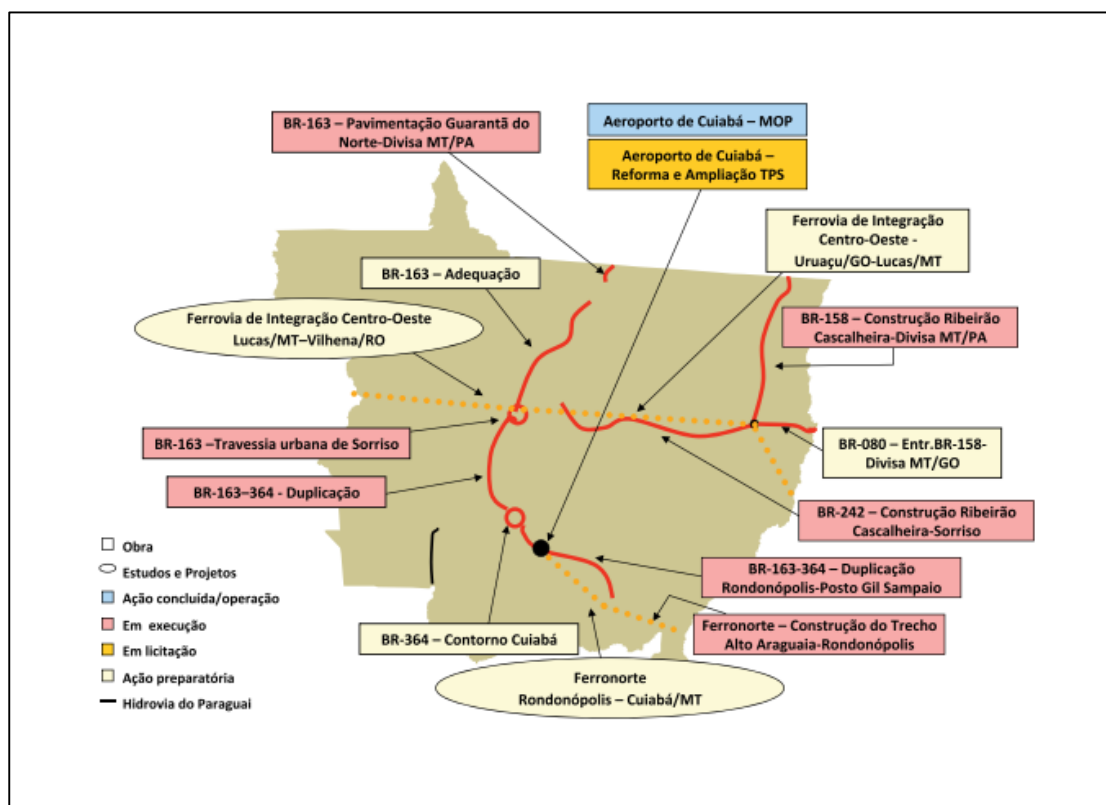 BR-163 – Pavimentação Guarantã do
Norte-Divisa MT/PA
Aeroporto de Cuiabá – MOP
Aeroporto de Cuiabá –
Reforma e Ampliação TPS
Ferrovia de Integração
Centro-Oeste -
Uruaçu/GO-Lucas/MT
BR-163 – Adequação
Ferrovia de Integração Centro-Oeste
Lucas/MT–Vilhena/RO
BR-158 – Construção Ribeirão
Cascalheira-Divisa MT/PA
BR-163 –Travessia urbana de Sorriso
BR-080 – Entr.BR-158-
Divisa MT/GO
BR-163–364 - Duplicação
BR-242 – Construção Ribeirão
Cascalheira-Sorriso
BR-163-364 – Duplicação
Rondonópolis-Posto Gil Sampaio
BR-364 – Contorno Cuiabá
Ferronorte – Construção do Trecho
Alto Araguaia-Rondonópolis
Ferronorte
Rondonópolis – Cuiabá/MT
Obra
Estudos e Projetos
Ação concluída/operação
Em execução
Em licitação
Ação preparatória
Hidrovia do Paraguai